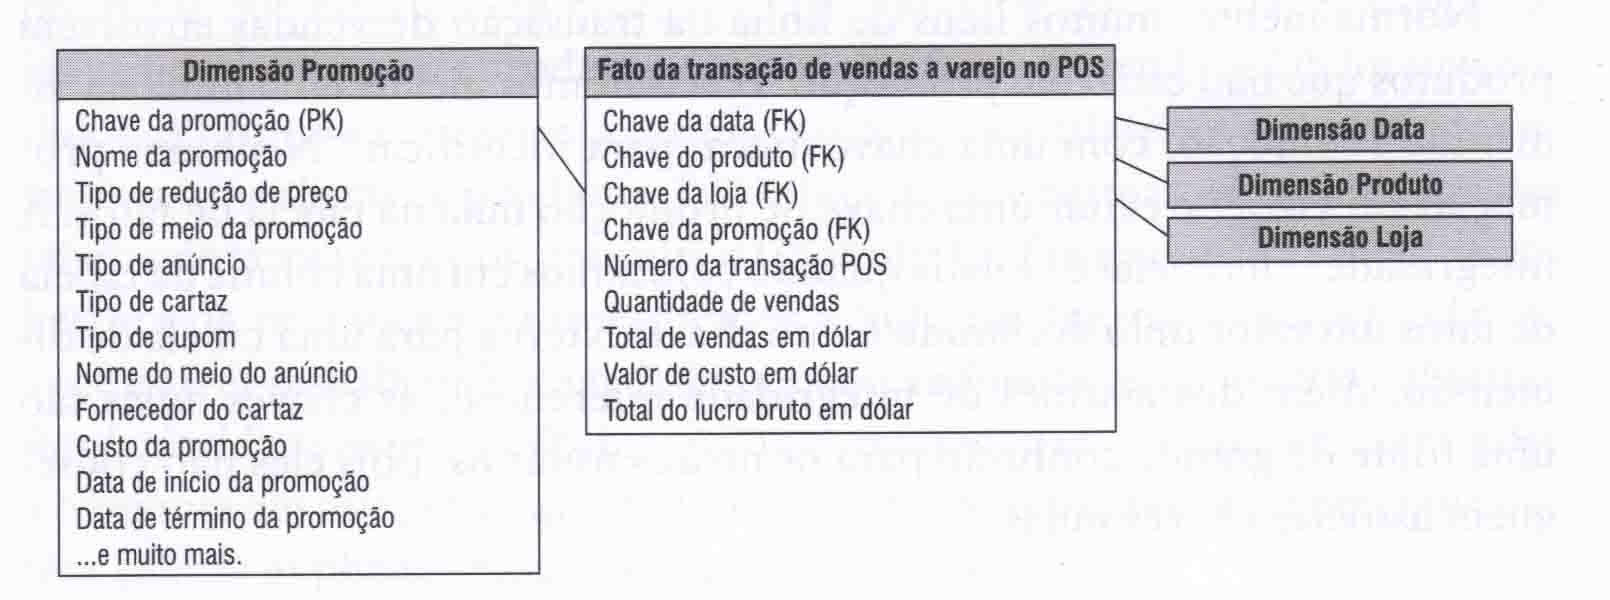 Dimensão Promoção
Chave da promoção (PK)
Nome da promoção
Tipo de redução de preço
Tipo de meio da promoção
Tipo de anúncio
Tipo de cartaz
Tipo de cupom
Nome do meio do anúncio
Fornecedor do cartaz
Custo da promoção
Data de início da promoção
Data de término da promoção
...e muito mais.
Fato da transação de vendas a varejo no POS
Chave da data (FK)
Chave do produto (FK)
Chave da loja (FK)
Chave da promoção (FK)
Número da transação POS
Quantidade de vendas
Total de vendas em dólar
Valor de custo em dólar
Total do lucro bruto em dólar
Dimensão Data
Dimensão Produto
Dimensão Loja